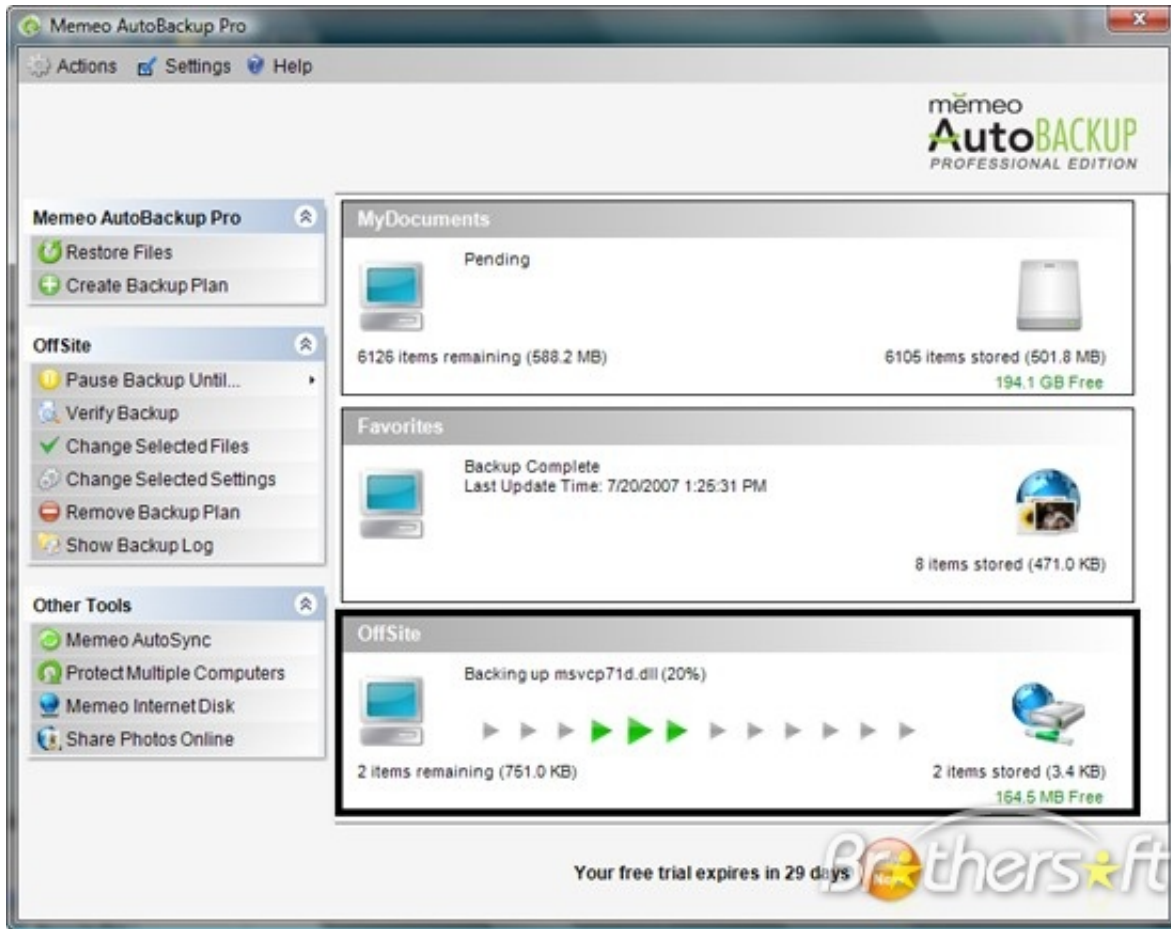 Memeo AutoBackup Pro
Actions Settings Help
měmeo
AutoBACKUP
PROFESSIONAL EDITION
Memeo AutoBackup Pro
Restore Files
Create Backup Plan
OffSite
Pause Backup Until...
Verify Backup
Change Selected Files
Change Selected Settings
Remove Backup Plan
Show Backup Log
Other Tools
Memeo AutoSync
Protect Multiple Computers
Memeo Internet Disk
Share Photos Online
MyDocuments
Pending
6126 items remaining (588.2 MB)
6105 items stored (501.8 MB)
194.1 GB Free
Favorites
Backup Complete
Last Update Time: 7/20/2007 1:25:31 PM
8 items stored (471.0 KB)
OffSite
Backing up msvcp71d.dll (20%)
2 items remaining (751.0 KB)
2 items stored (3.4 KB)
164.5 MB Free
Your free trial expires in 29 days
Brothersoft